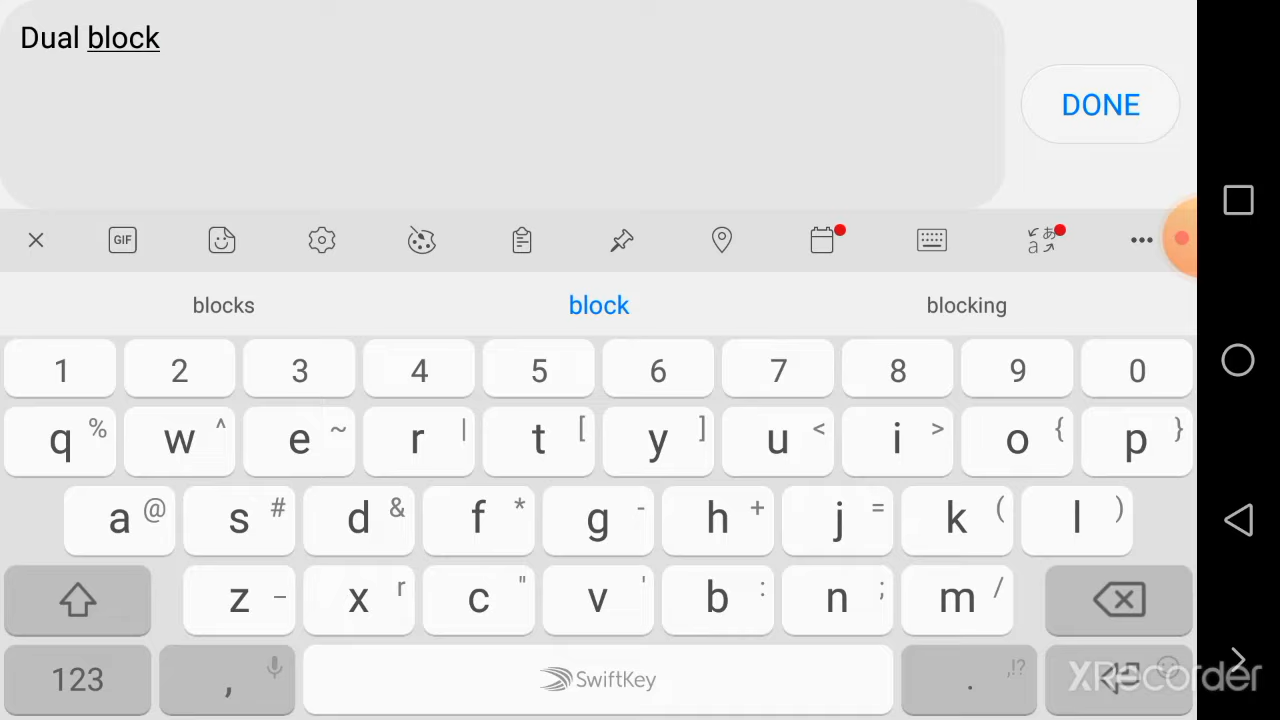 Dual block
DONE
GIF
あ
a
blocks block blocking
1 2 3 4 5 6 7 8 9 0
q % w ^ e ~ r | t [ y ] u < i > o { p }
a @ s # d & f * g - h + j = k ( l )
z _ x r c " v ' b : n ; m /
123 , SwiftKey . ,!?
XRecorder